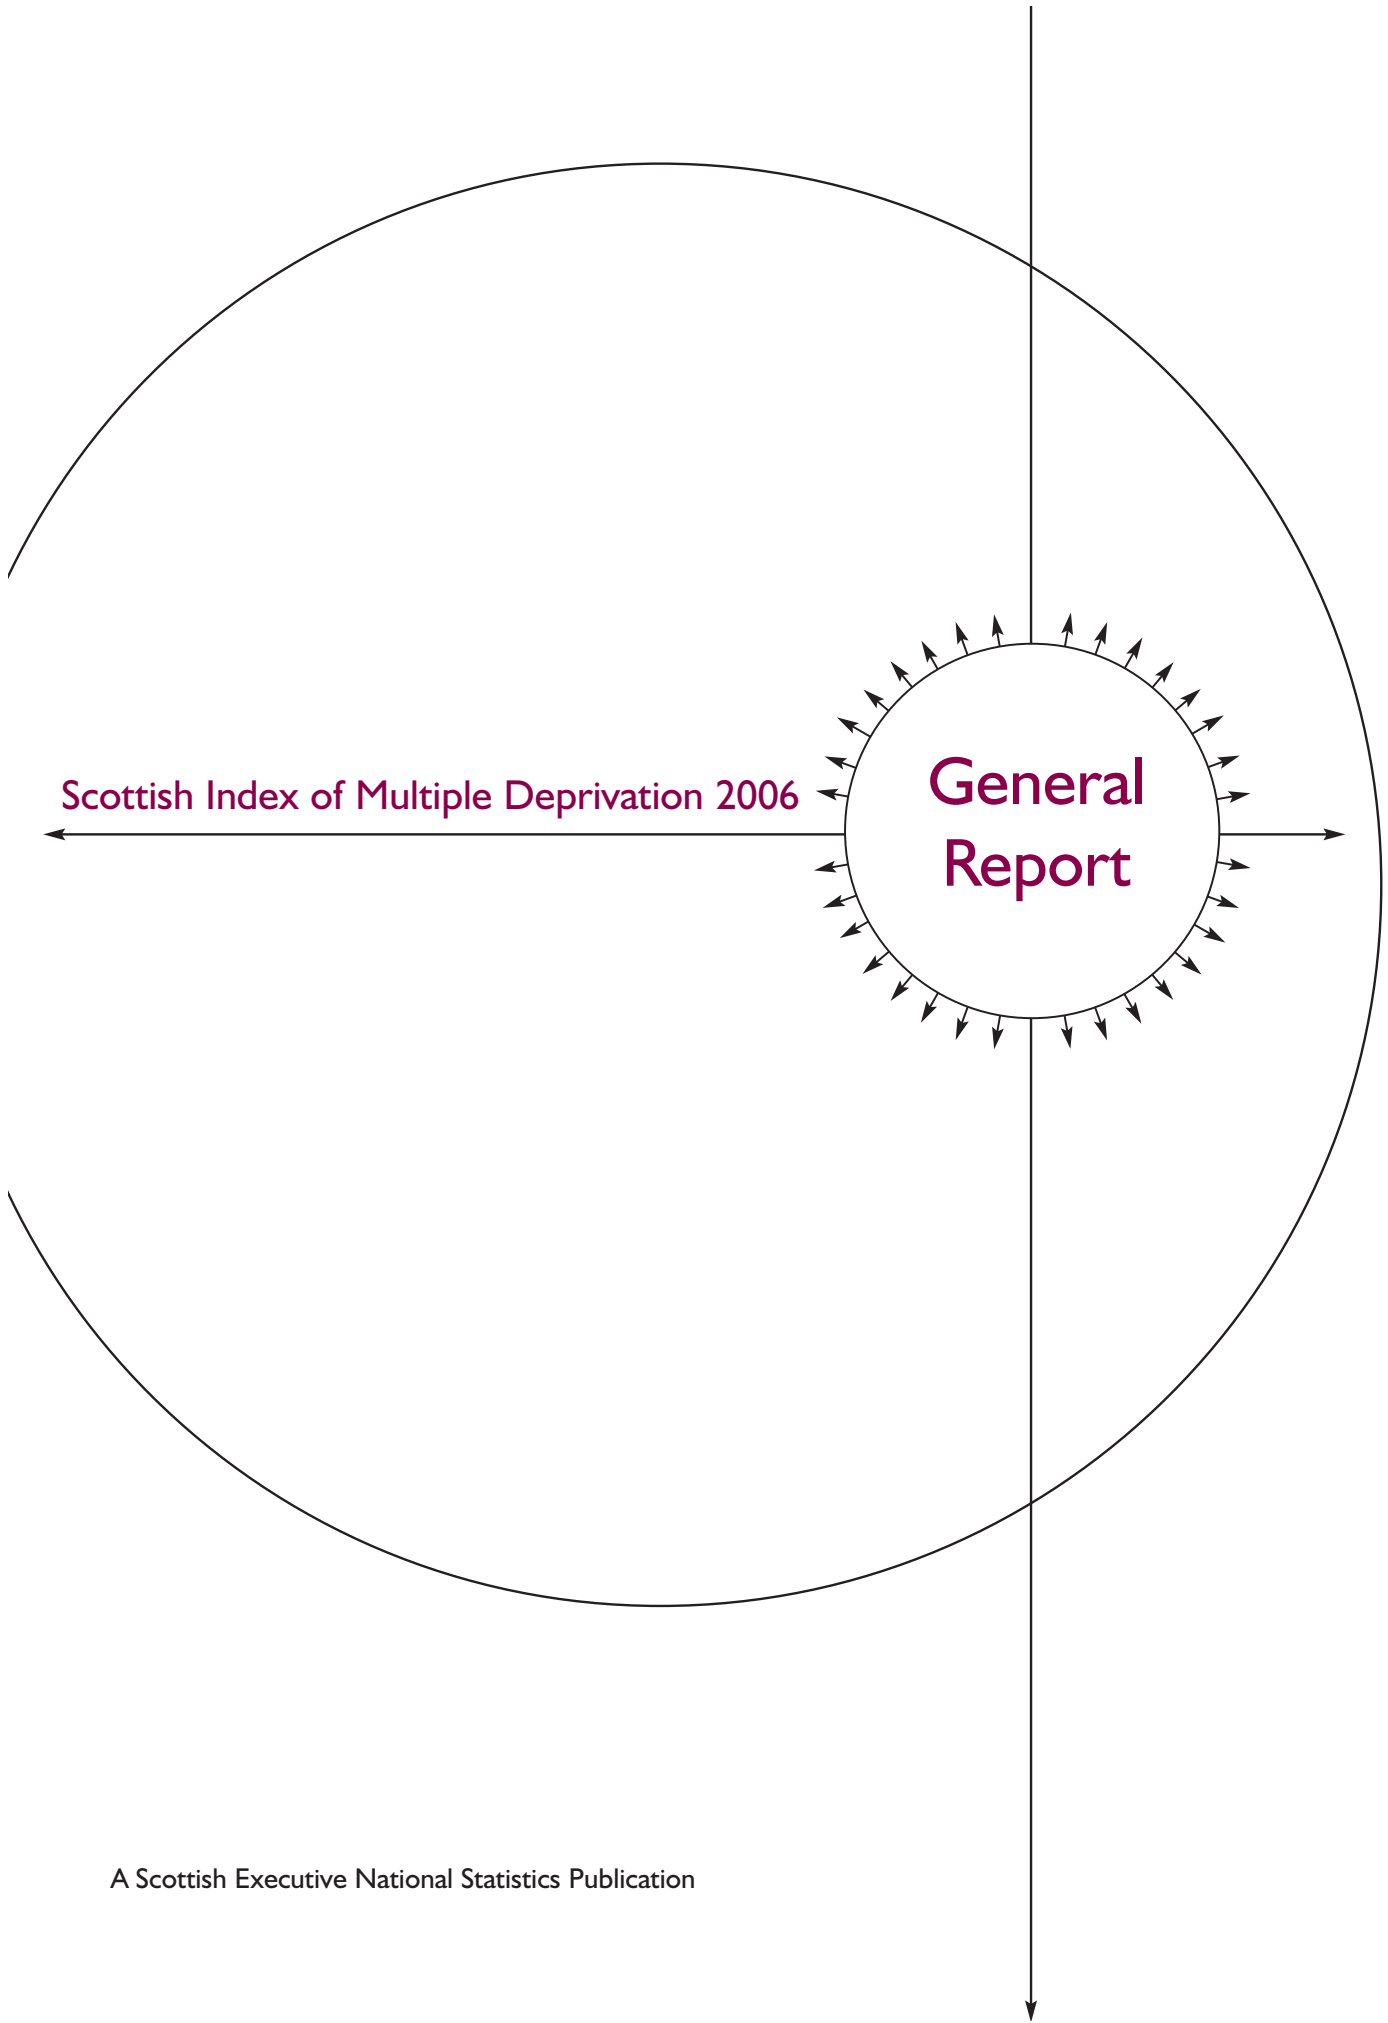 Scottish Index of Multiple Deprivation 2006
General
Report
A Scottish Executive National Statistics Publication